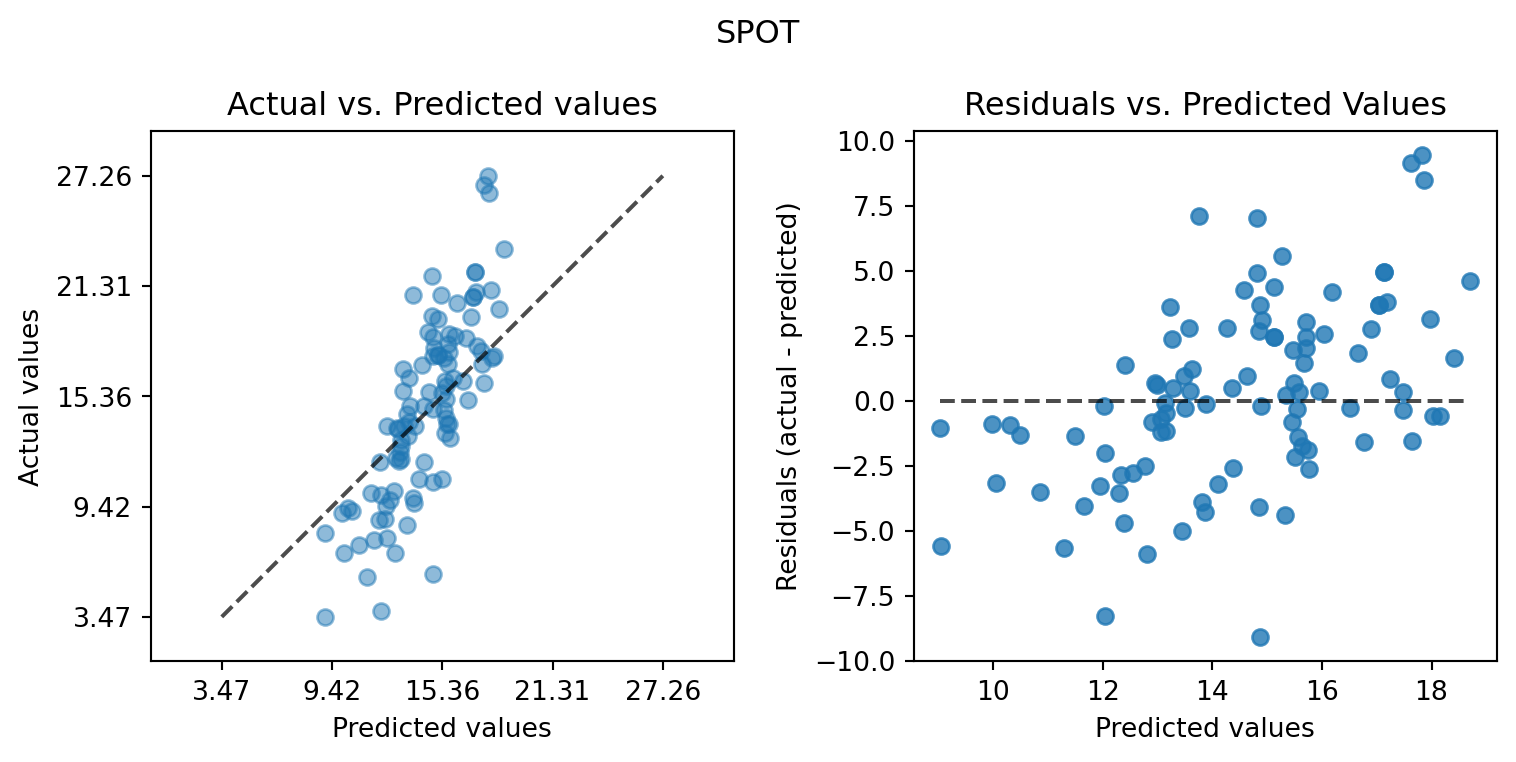 SPOT
Actual vs. Predicted values
Actual values
27.26
21.31
15.36
9.42
3.47
3.47 9.42 15.36 21.31 27.26
Predicted values
Residuals vs. Predicted Values
Residuals (actual - predicted)
10.0
7.5
5.0
2.5
0.0
−2.5
−5.0
−7.5
−10.0
10 12 14 16 18
Predicted values